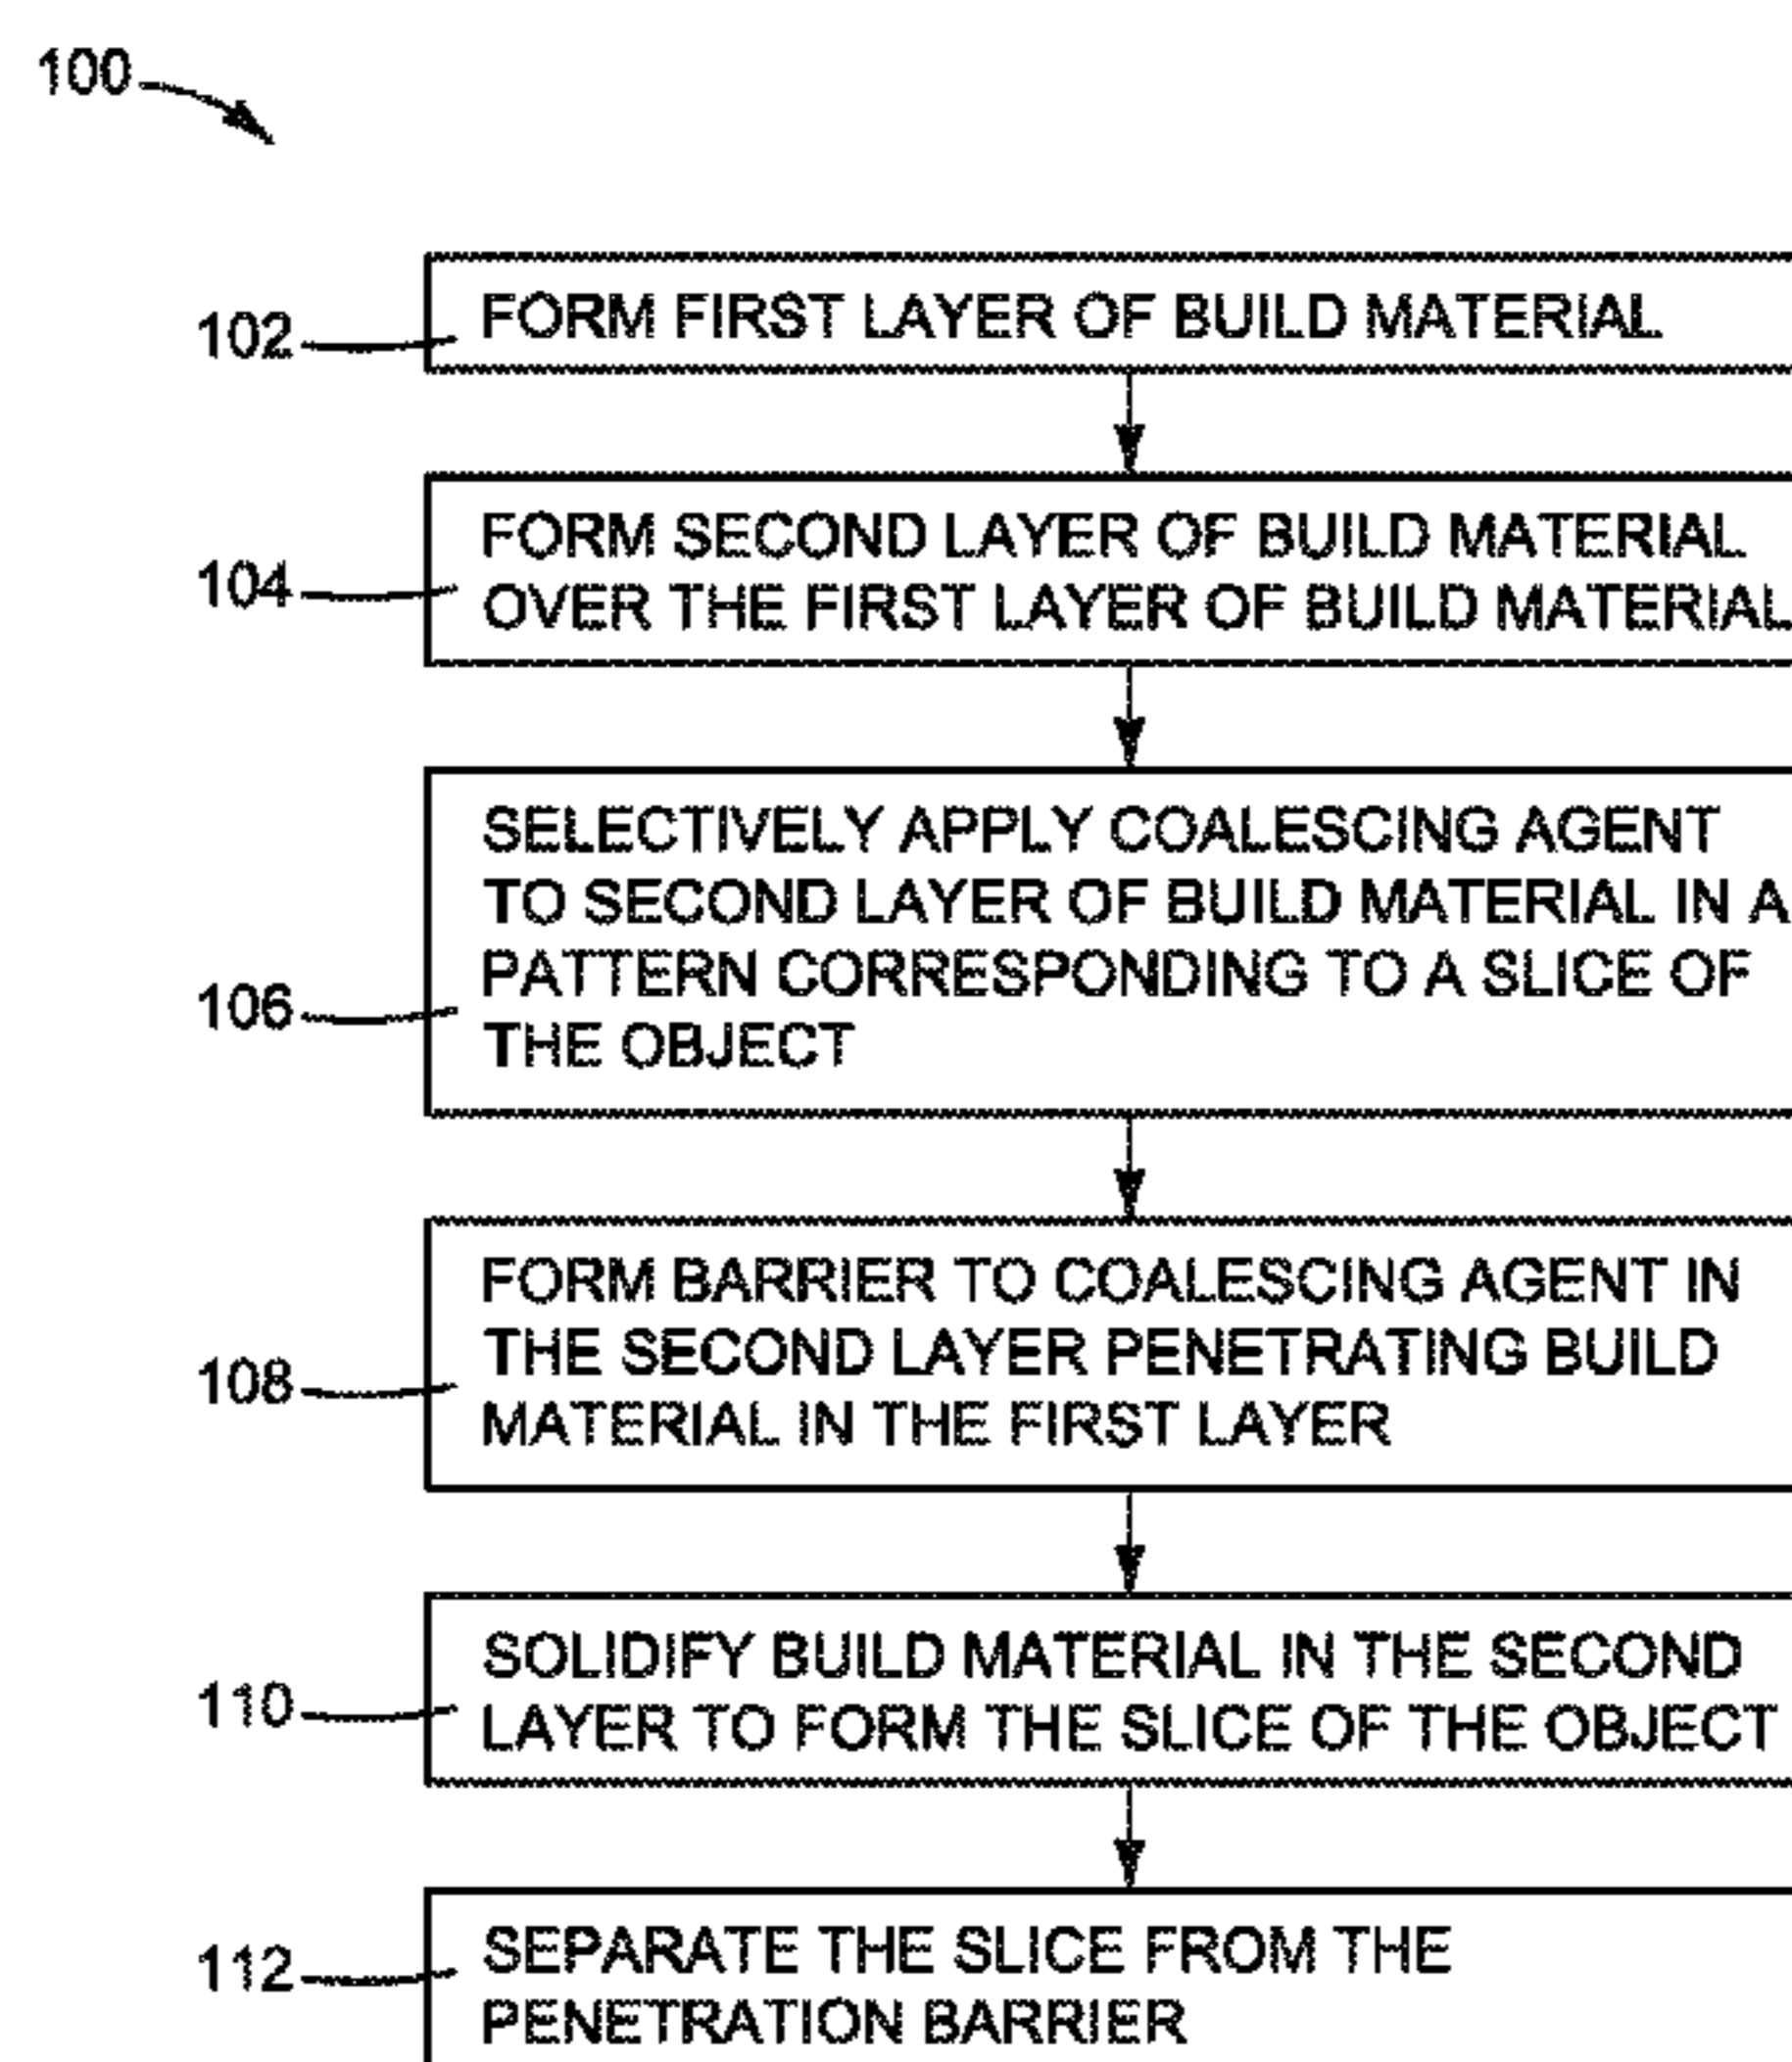 100
102
FORM FIRST LAYER OF BUILD MATERIAL
104
FORM SECOND LAYER OF BUILD MATERIAL
OVER THE FIRST LAYER OF BUILD MATERIAL
106
SELECTIVELY APPLY COALESCING AGENT
TO SECOND LAYER OF BUILD MATERIAL IN A
PATTERN CORRESPONDING TO A SLICE OF
THE OBJECT
108
FORM BARRIER TO COALESCING AGENT IN
THE SECOND LAYER PENETRATING BUILD
MATERIAL IN THE FIRST LAYER
110
SOLIDIFY BUILD MATERIAL IN THE SECOND
LAYER TO FORM THE SLICE OF THE OBJECT
112
SEPARATE THE SLICE FROM THE
PENETRATION BARRIER